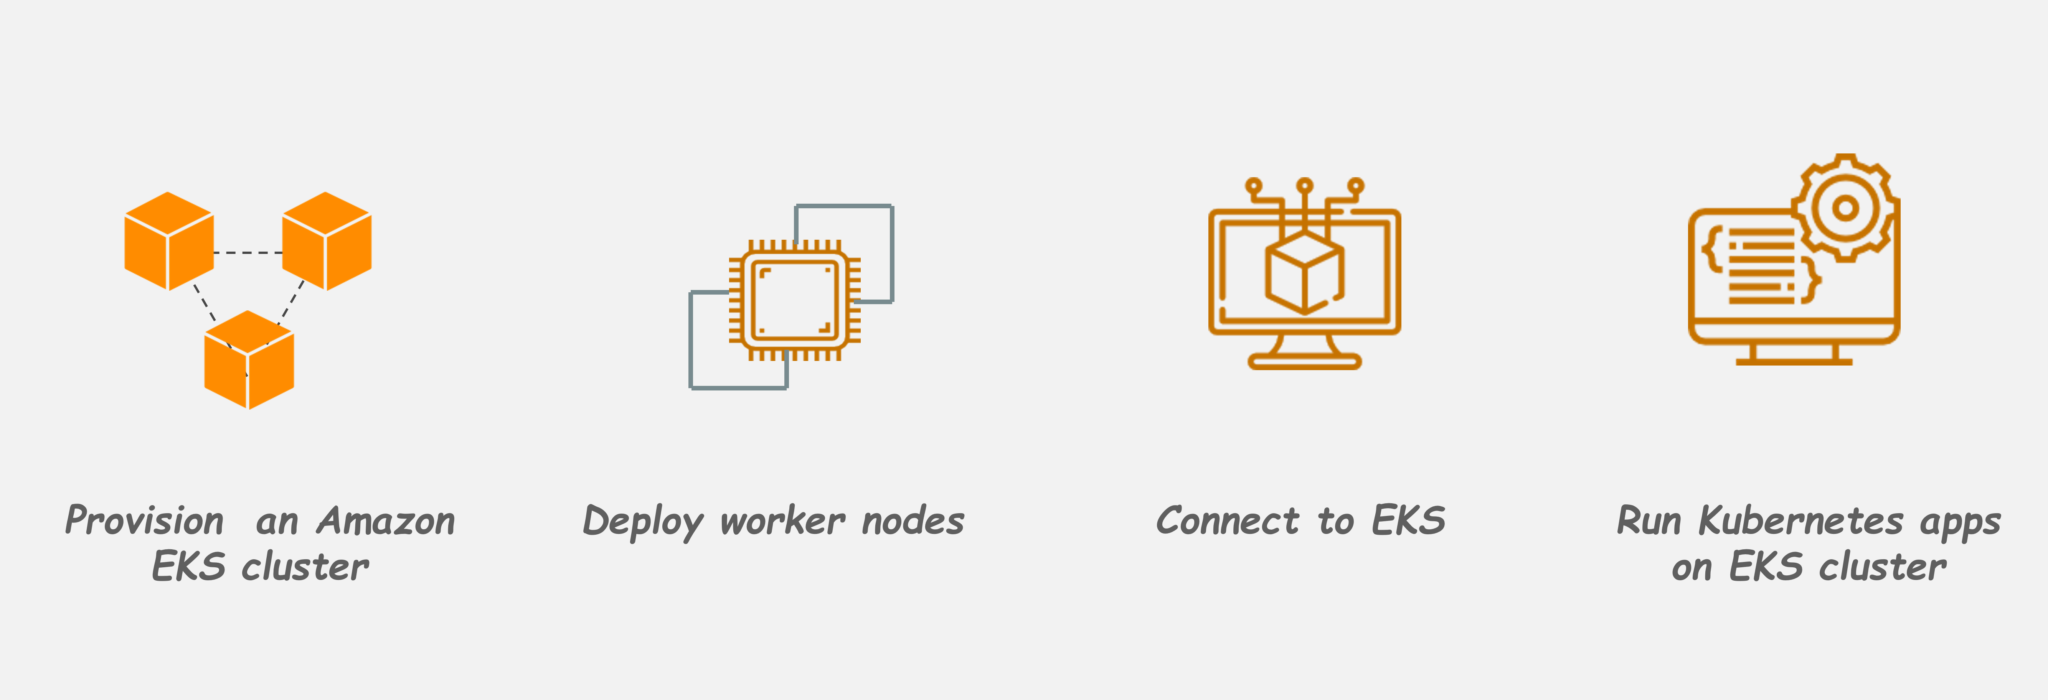 Provision  an Amazon
EKS cluster
Deploy worker nodes
Connect to EKS
Run Kubernetes apps
on EKS cluster